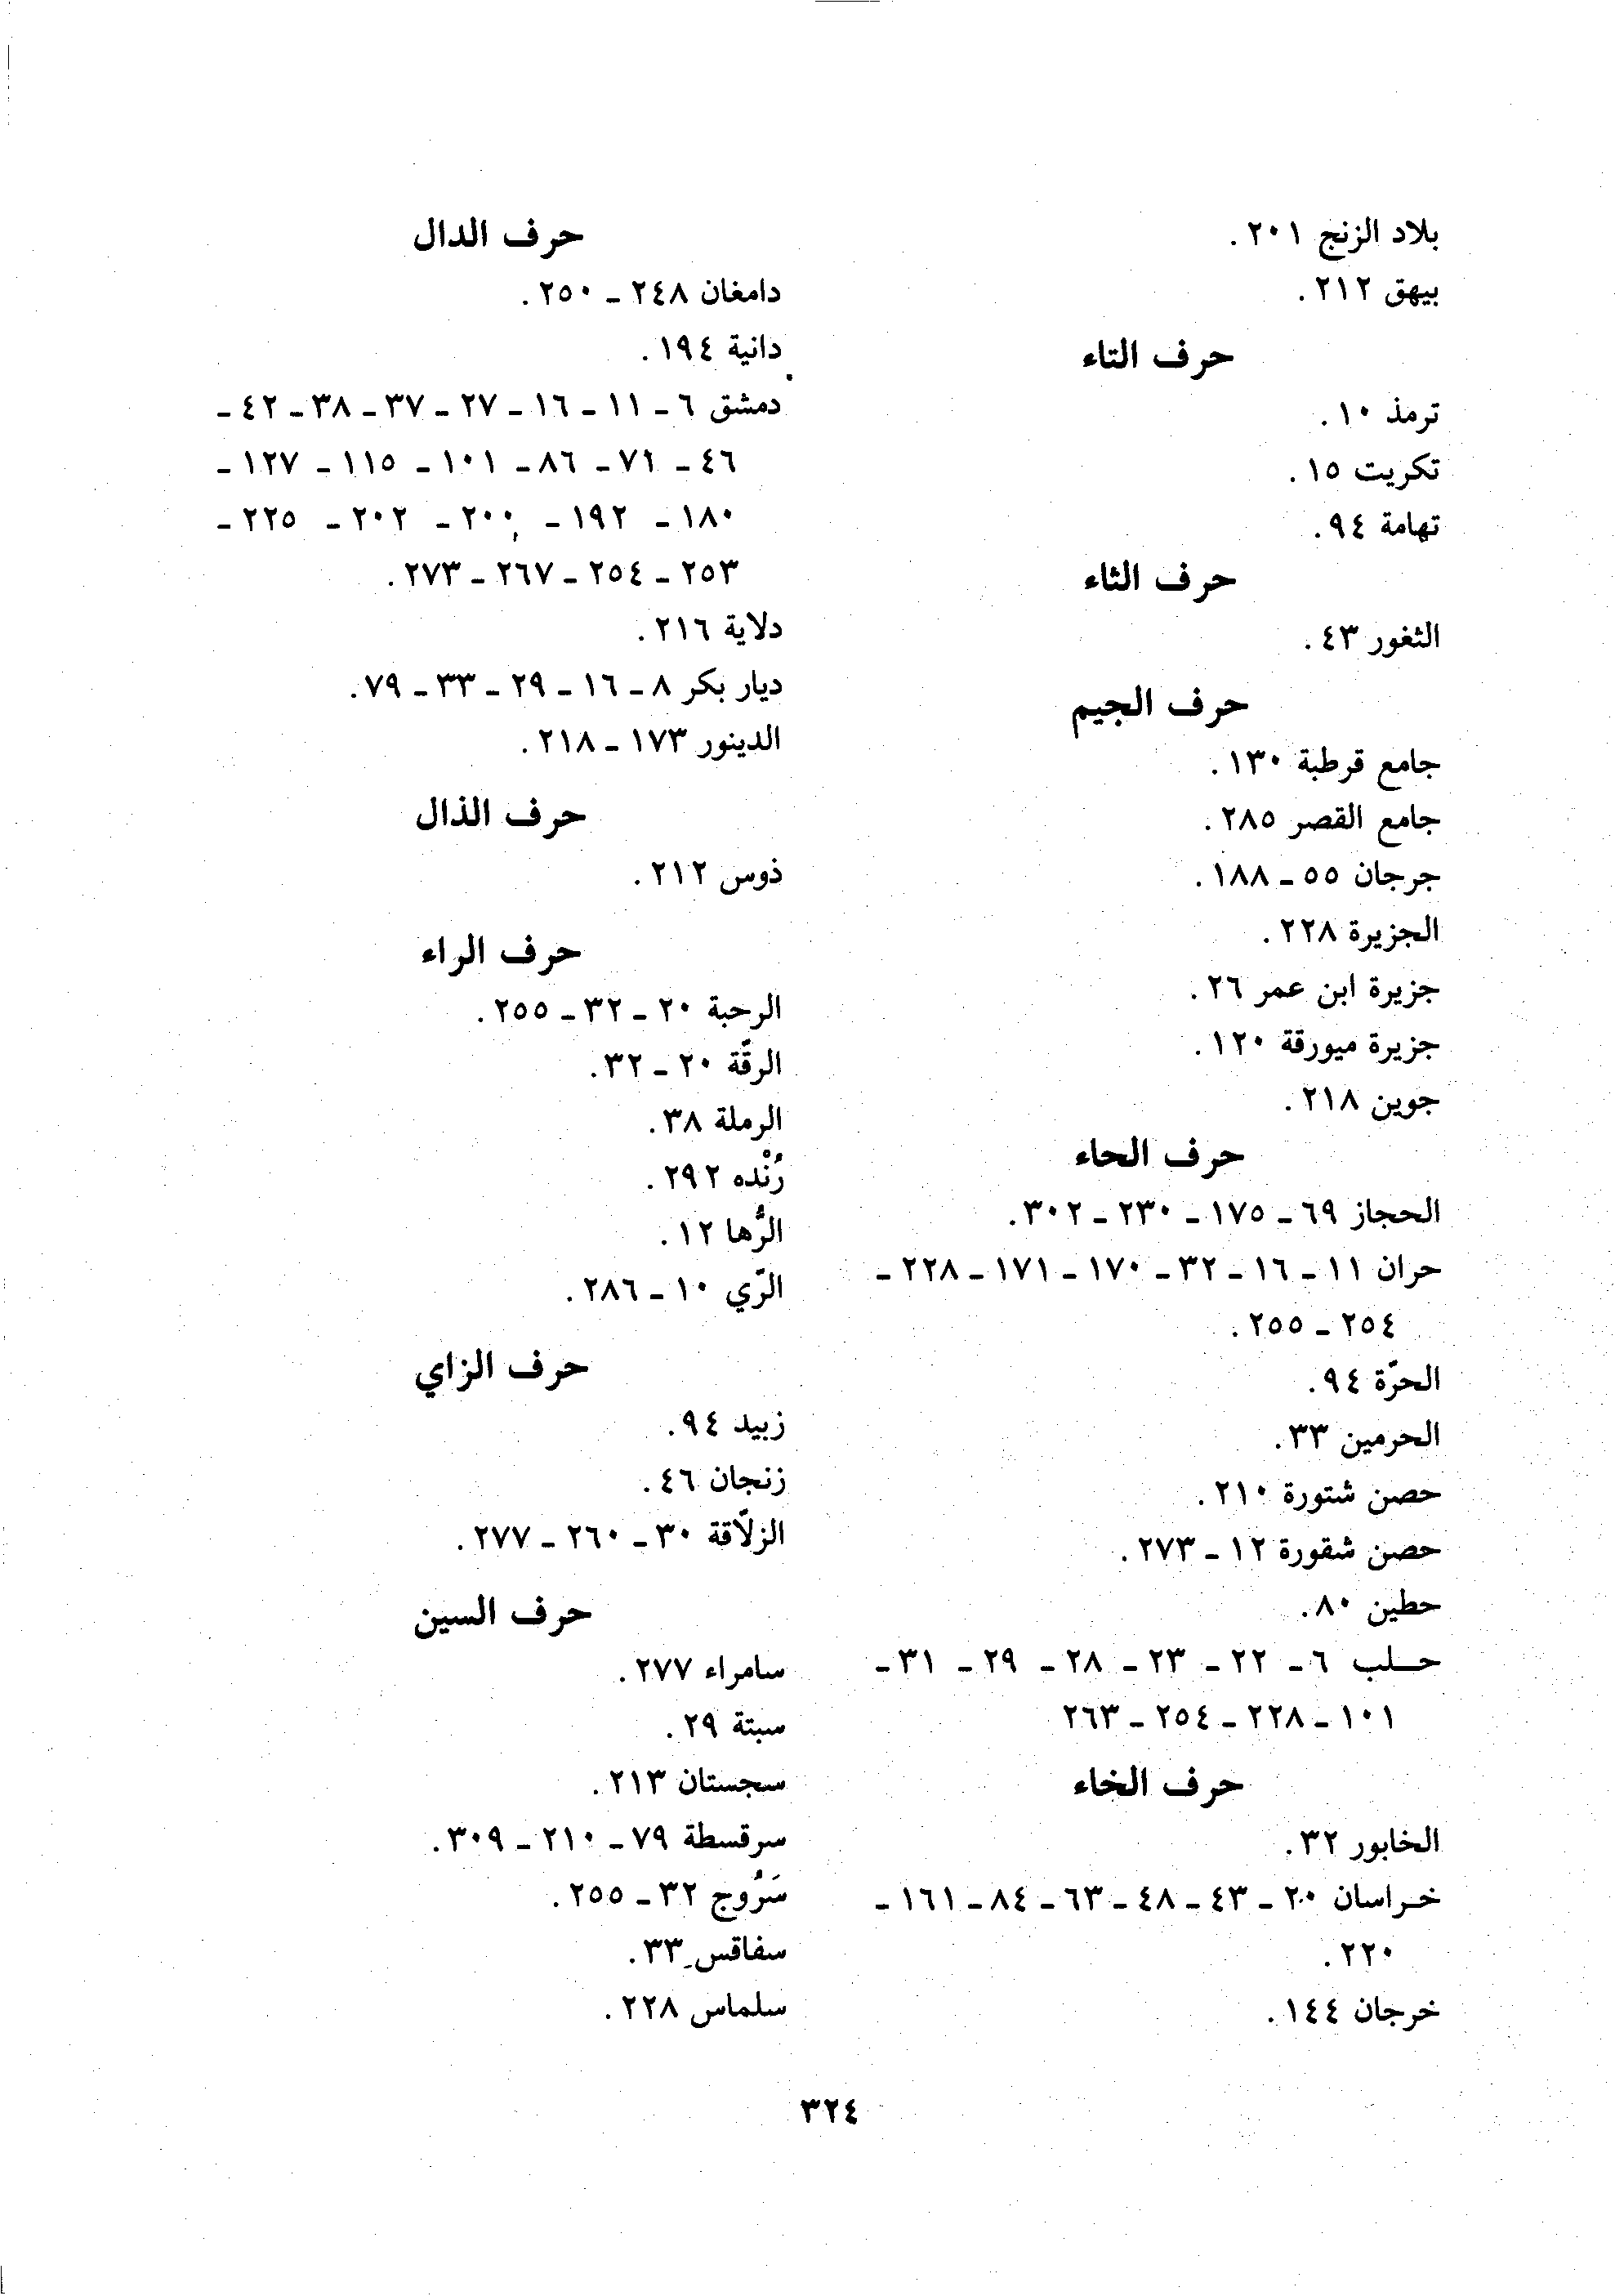 بلاد الزنج ٢٠١.
بيهق ٢١٢.
حرف التاء
ترمذ ١٠.
تكريت ١٥.
تهامة ٩٤.
حرف الثاء
الثغور ٤٣.
حرف الجيم
جامع قرطبة ١٣٠.
جامع القصر ٢٨٥.
جرجان ٥٥ - ١٨٨.
الجزيرة ٢٢٨.
جزيرة ابن عمر ٢٦.
جزيرة ميورقة ١٢٠.
جوين ٢١٨.
حرف الحاء
الحجاز ٦٩ - ١٧٥ - ٢٣٠ - ٣٠٢.
حران ١١ - ١٦ - ٣٢ - ١٧٠ - ١٧١ - ٢٢٨ -
٢٥٤ - ٢٥٥.
الحرّة ٩٤.
الحرمين ٣٣.
حصن شتورة ٢١٠.
حصن شقورة ١٢ - ٢٧٣.
حطين ٨٠.
حلب ٦ - ٢٢ - ٢٣ - ٢٨ - ٢٩ - ٣١ -
١٠١ - ٢٢٨ - ٢٥٤ - ٢٦٣
حرف الخاء
الخابور ٣٢.
خراسان ٢٠ - ٤٣ - ٤٨ - ٦٣ - ٨٤ - ١٦١ -
٢٢٠.
خرجان ١٤٤.
حرف الدال
دامغان ٢٤٨ - ٢٥٠.
دانية ١٩٤.
دمشق ٦ - ١١ - ١٦ - ٢٧ - ٣٧ - ٣٨ - ٤٢ -
٤٦ - ٧١ - ٨٦ - ١٠١ - ١١٥ - ١٢٧ -
١٨٠ - ١٩٢ - ٢٠٠ - ٢٠٢ - ٢٢٥ -
٢٥٣ - ٢٥٤ - ٢٦٧ - ٢٧٣.
دلاية ٢١٦.
ديار بكر ٨ - ١٦ - ٢٩ - ٣٣ - ٧٩.
الدينور ١٧٣ - ٢١٨.
حرف الذال
ذوس ٢١٢.
حرف الراء
الرحبة ٢٠ - ٣٢ - ٢٥٥.
الرقّة ٢٠ - ٣٢.
الرملة ٣٨.
رُنْده ٢٩٢.
الرُّها ١٢.
الرّي ١٠ - ٢٨٦.
حرف الزاي
زبيد ٩٤.
زنجان ٤٦.
الزلاّقة ٣٠ - ٢٦٠ - ٢٧٧.
حرف السين
سامراء ٢٧٧.
سبتة ٢٩.
سجستان ٢١٣.
سرقسطة ٧٩ - ٢١٠ - ٣٠٩.
سَرُوج ٣٢ - ٢٥٥.
سفاقس ٣٣.
سلماس ٢٢٨.
٣٢٤